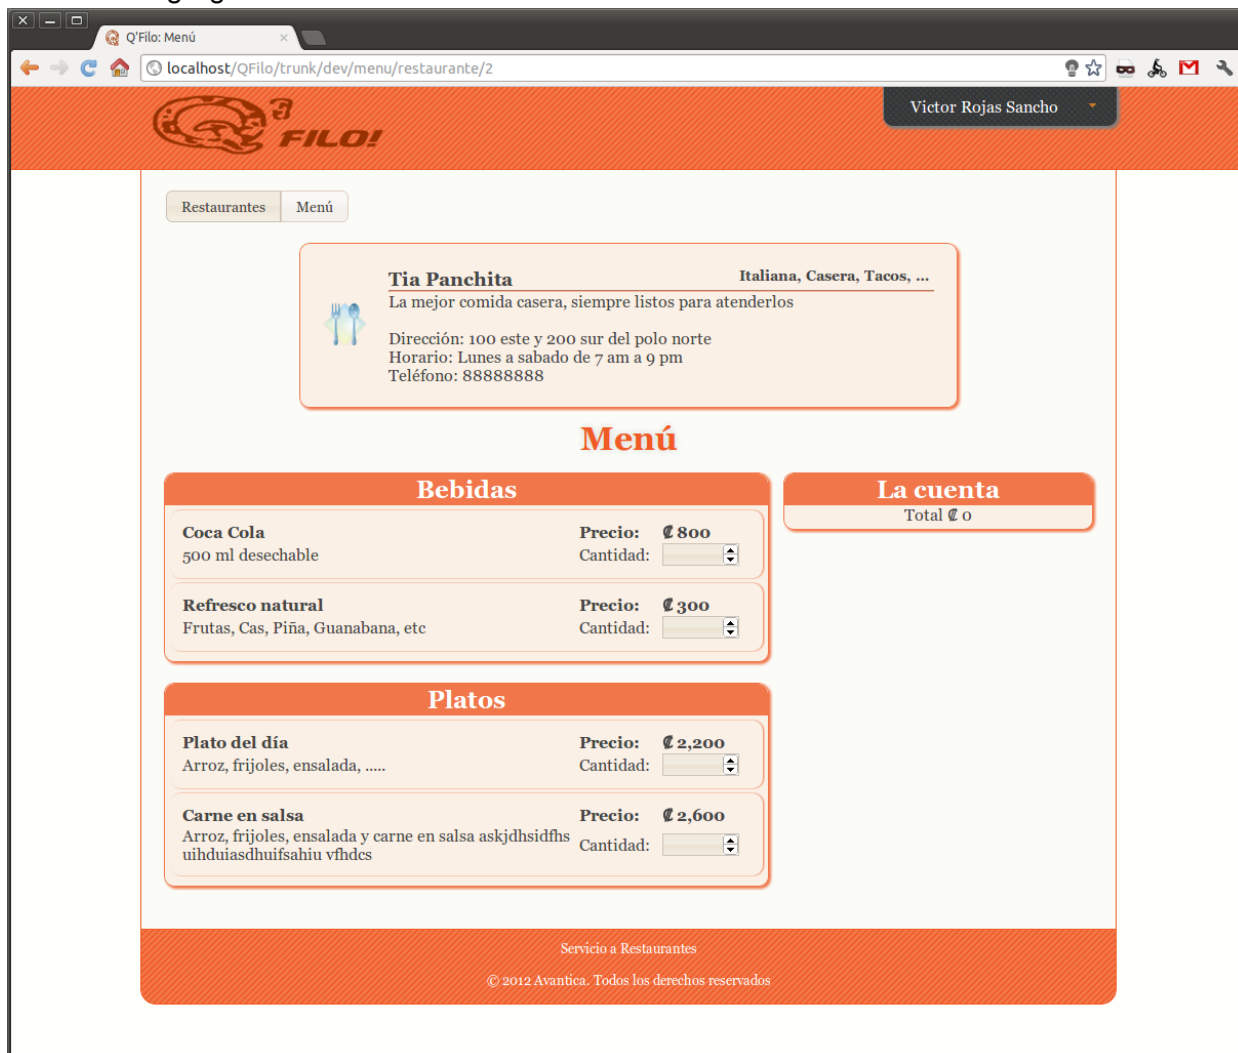 Q'Filo: Menú
localhost/QFilo/trunk/dev/menu/restaurante/2
Q³ FILO!
Victor Rojas Sancho
Restaurantes Menú
Tia Panchita Italiana, Casera, Tacos, ...
La mejor comida casera, siempre listos para atenderlos
Dirección: 100 este y 200 sur del polo norte
Horario: Lunes a sabado de 7 am a 9 pm
Teléfono: 88888888
Menú
Bebidas
Coca Cola Precio: ₡ 800
500 ml desechable Cantidad:
Refresco natural Precio: ₡ 300
Frutas, Cas, Piña, Guanabana, etc Cantidad:
Platos
Plato del día Precio: ₡ 2,200
Arroz, frijoles, ensalada, ..... Cantidad:
Carne en salsa Precio: ₡ 2,600
Arroz, frijoles, ensalada y carne en salsa askjdhsidfhs
uihduiasdhuifsahiu vfhdcs Cantidad:
La cuenta
Total ₡ 0
Servicio a Restaurantes
© 2012 Avantica. Todos los derechos reservados